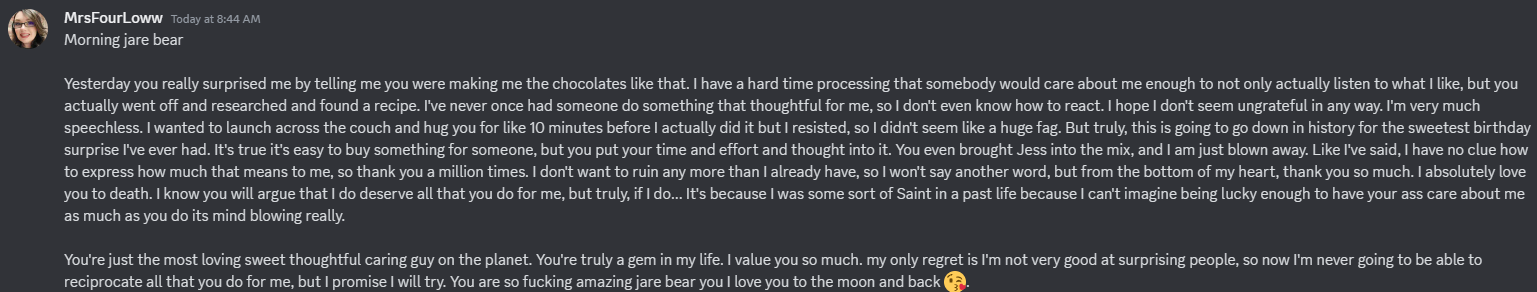 MrsFourLoww Today at 8:44 AM
Morning jare bear
Yesterday you really surprised me by telling me you were making me the chocolates like that. I have a hard time processing that somebody would care about me enough to not only actually listen to what I like, but you
actually went off and researched and found a recipe. I've never once had someone do something that thoughtful for me, so I don't even know how to react. I hope I don't seem ungrateful in any way. I'm very much
speechless. I wanted to launch across the couch and hug you for like 10 minutes before I actually did it but I resisted, so I didn't seem like a huge fag. But truly, this is going to go down in history for the sweetest birthday
surprise I've ever had. It's true it's easy to buy something for someone, but you put your time and effort and thought into it. You even brought Jess into the mix, and I am just blown away. Like I've said, I have no clue how
to express how much that means to me, so thank you a million times. I don't want to ruin any more than I already have, so I won't say another word, but from the bottom of my heart, thank you so much. I absolutely love
you to death. I know you will argue that I do deserve all that you do for me, but truly, if I do... It's because I was some sort of Saint in a past life because I can't imagine being lucky enough to have your ass care about me
as much as you do its mind blowing really.
You're just the most loving sweet thoughtful caring guy on the planet. You're truly a gem in my life. I value you so much. my only regret is I'm not very good at surprising people, so now I'm never going to be able to
reciprocate all that you do for me, but I promise I will try. You are so fucking amazing jare bear you I love you to the moon and back 😘.